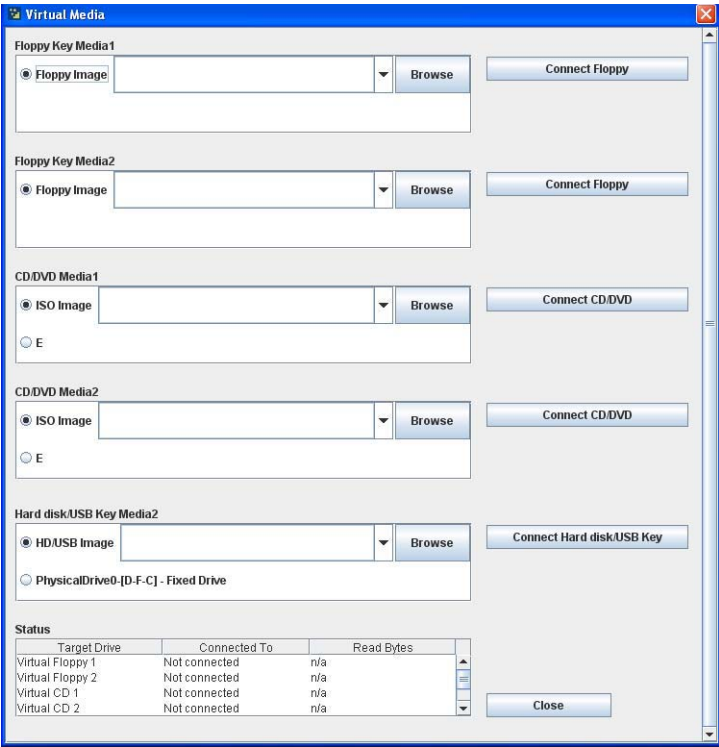 Virtual Media
Floppy Key Media1
Floppy Image Browse Connect Floppy
Floppy Key Media2
Floppy Image Browse Connect Floppy
CD/DVD Media1
ISO Image Browse Connect CD/DVD
E
CD/DVD Media2
ISO Image Browse Connect CD/DVD
E
Hard disk/USB Key Media2
HD/USB Image Browse Connect Hard disk/USB Key
PhysicalDrive0-[D-F-C] - Fixed Drive
Status
Target Drive Connected To Read Bytes
Virtual Floppy 1 Not connected n/a
Virtual Floppy 2 Not connected n/a
Virtual CD 1 Not connected n/a
Virtual CD 2 Not connected n/a
Close